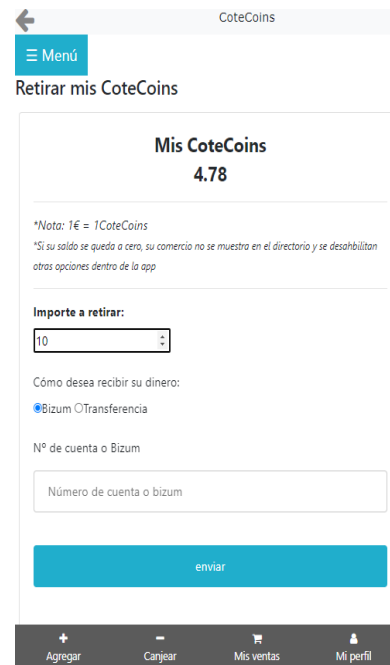 CoteCoins
☰ Menú
Retirar mis CoteCoins
Mis CoteCoins
4.78
*Nota: 1€ = 1CoteCoins
*Si su saldo se queda a cero, su comercio no se muestra en el directorio y se desahbilitan
otras opciones dentro de la app
Importe a retirar:
10
Cómo desea recibir su dinero:
Bizum Transferencia
Nº de cuenta o Bizum
Número de cuenta o bizum
enviar
Agregar Canjear Mis ventas Mi perfil